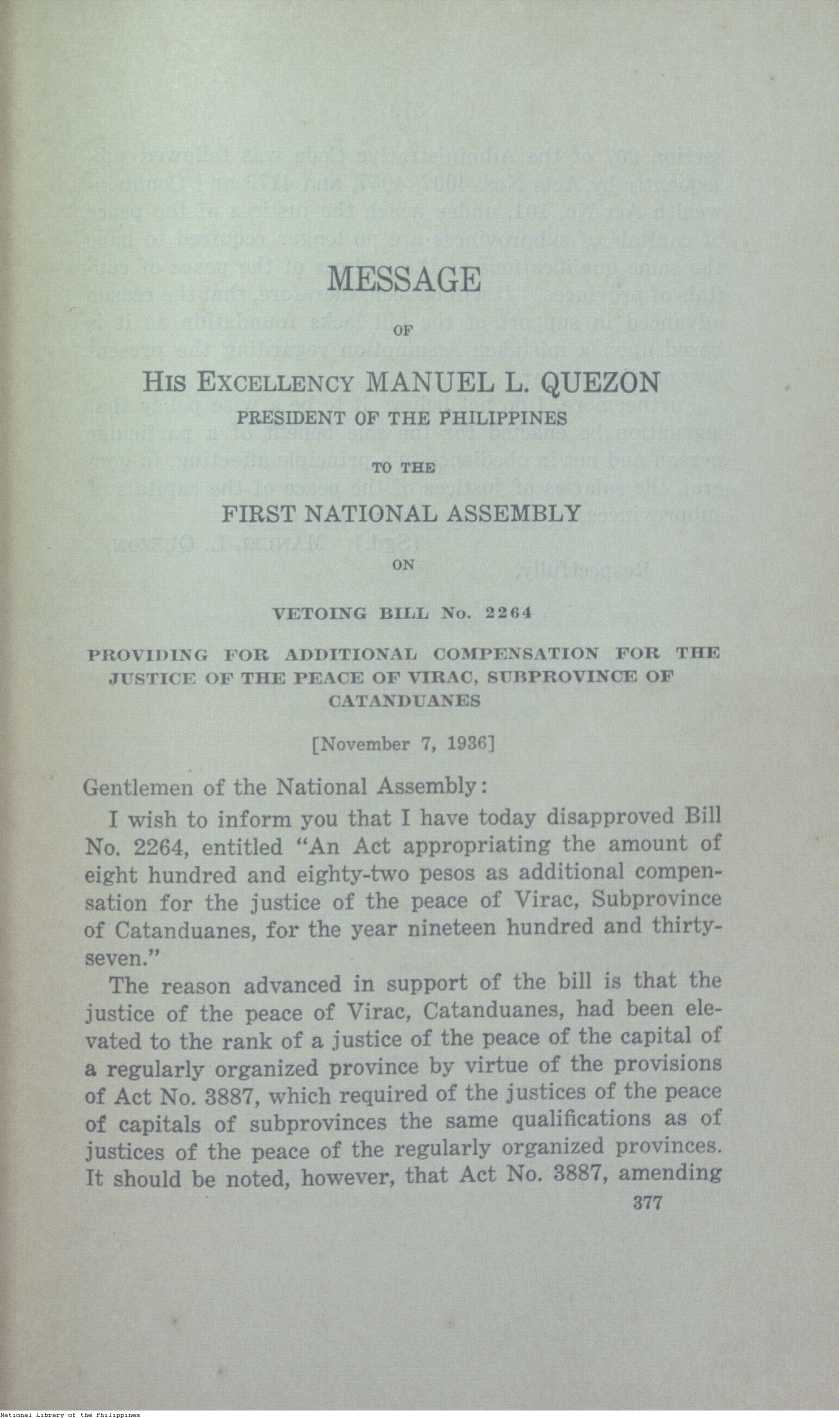 MESSAGE
OF
HIS EXCELLENCY MANUEL L. QUEZON
PRESIDENT OF THE PHILIPPINES
TO THE
FIRST NATIONAL ASSEMBLY
ON
VETOING BILL No. 2264
PROVIDING FOR ADDITIONAL COMPENSATION FOR THE
JUSTICE OF THE PEACE OF VIRAC, SUBPROVINCE OF
CATANDUANES
[November 7, 1936]
Gentlemen of the National Assembly:
I wish to inform you that I have today disapproved Bill
No. 2264, entitled “An Act appropriating the amount of
eight hundred and eighty-two pesos as additional compen-
sation for the justice of the peace of Virac, Subprovince
of Catanduanes, for the year nineteen hundred and thirty-
seven.”
The reason advanced in support of the bill is that the
justice of the peace of Virac, Catanduanes, had been ele-
vated to the rank of a justice of the peace of the capital of
a regularly organized province by virtue of the provisions
of Act No. 3887, which required of the justices of the peace
of capitals of subprovinces the same qualifications as of
justices of the peace of the regularly organized provinces.
It should be noted, however, that Act No. 3887, amending
377
National Library of the Philippines